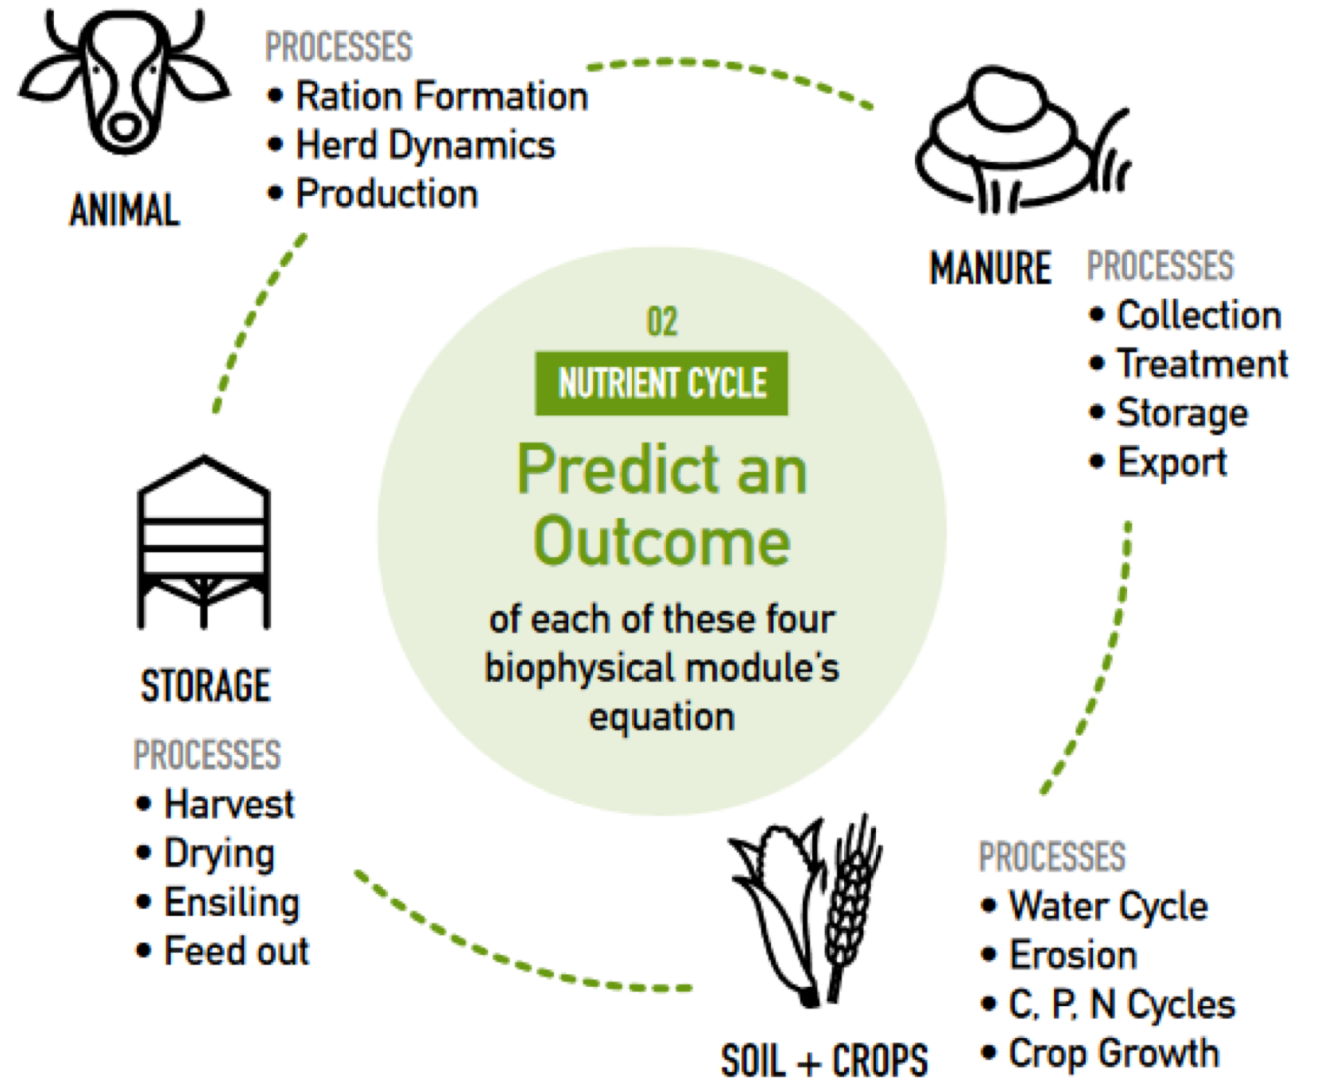 PROCESSES
• Ration Formation
• Herd Dynamics
• Production
ANIMAL
MANURE
PROCESSES
• Collection
• Treatment
• Storage
• Export
02
NUTRIENT CYCLE
Predict an
Outcome
of each of these four
biophysical module's
equation
STORAGE
PROCESSES
• Harvest
• Drying
• Ensiling
• Feed out
SOIL + CROPS
PROCESSES
• Water Cycle
• Erosion
• C, P, N Cycles
• Crop Growth